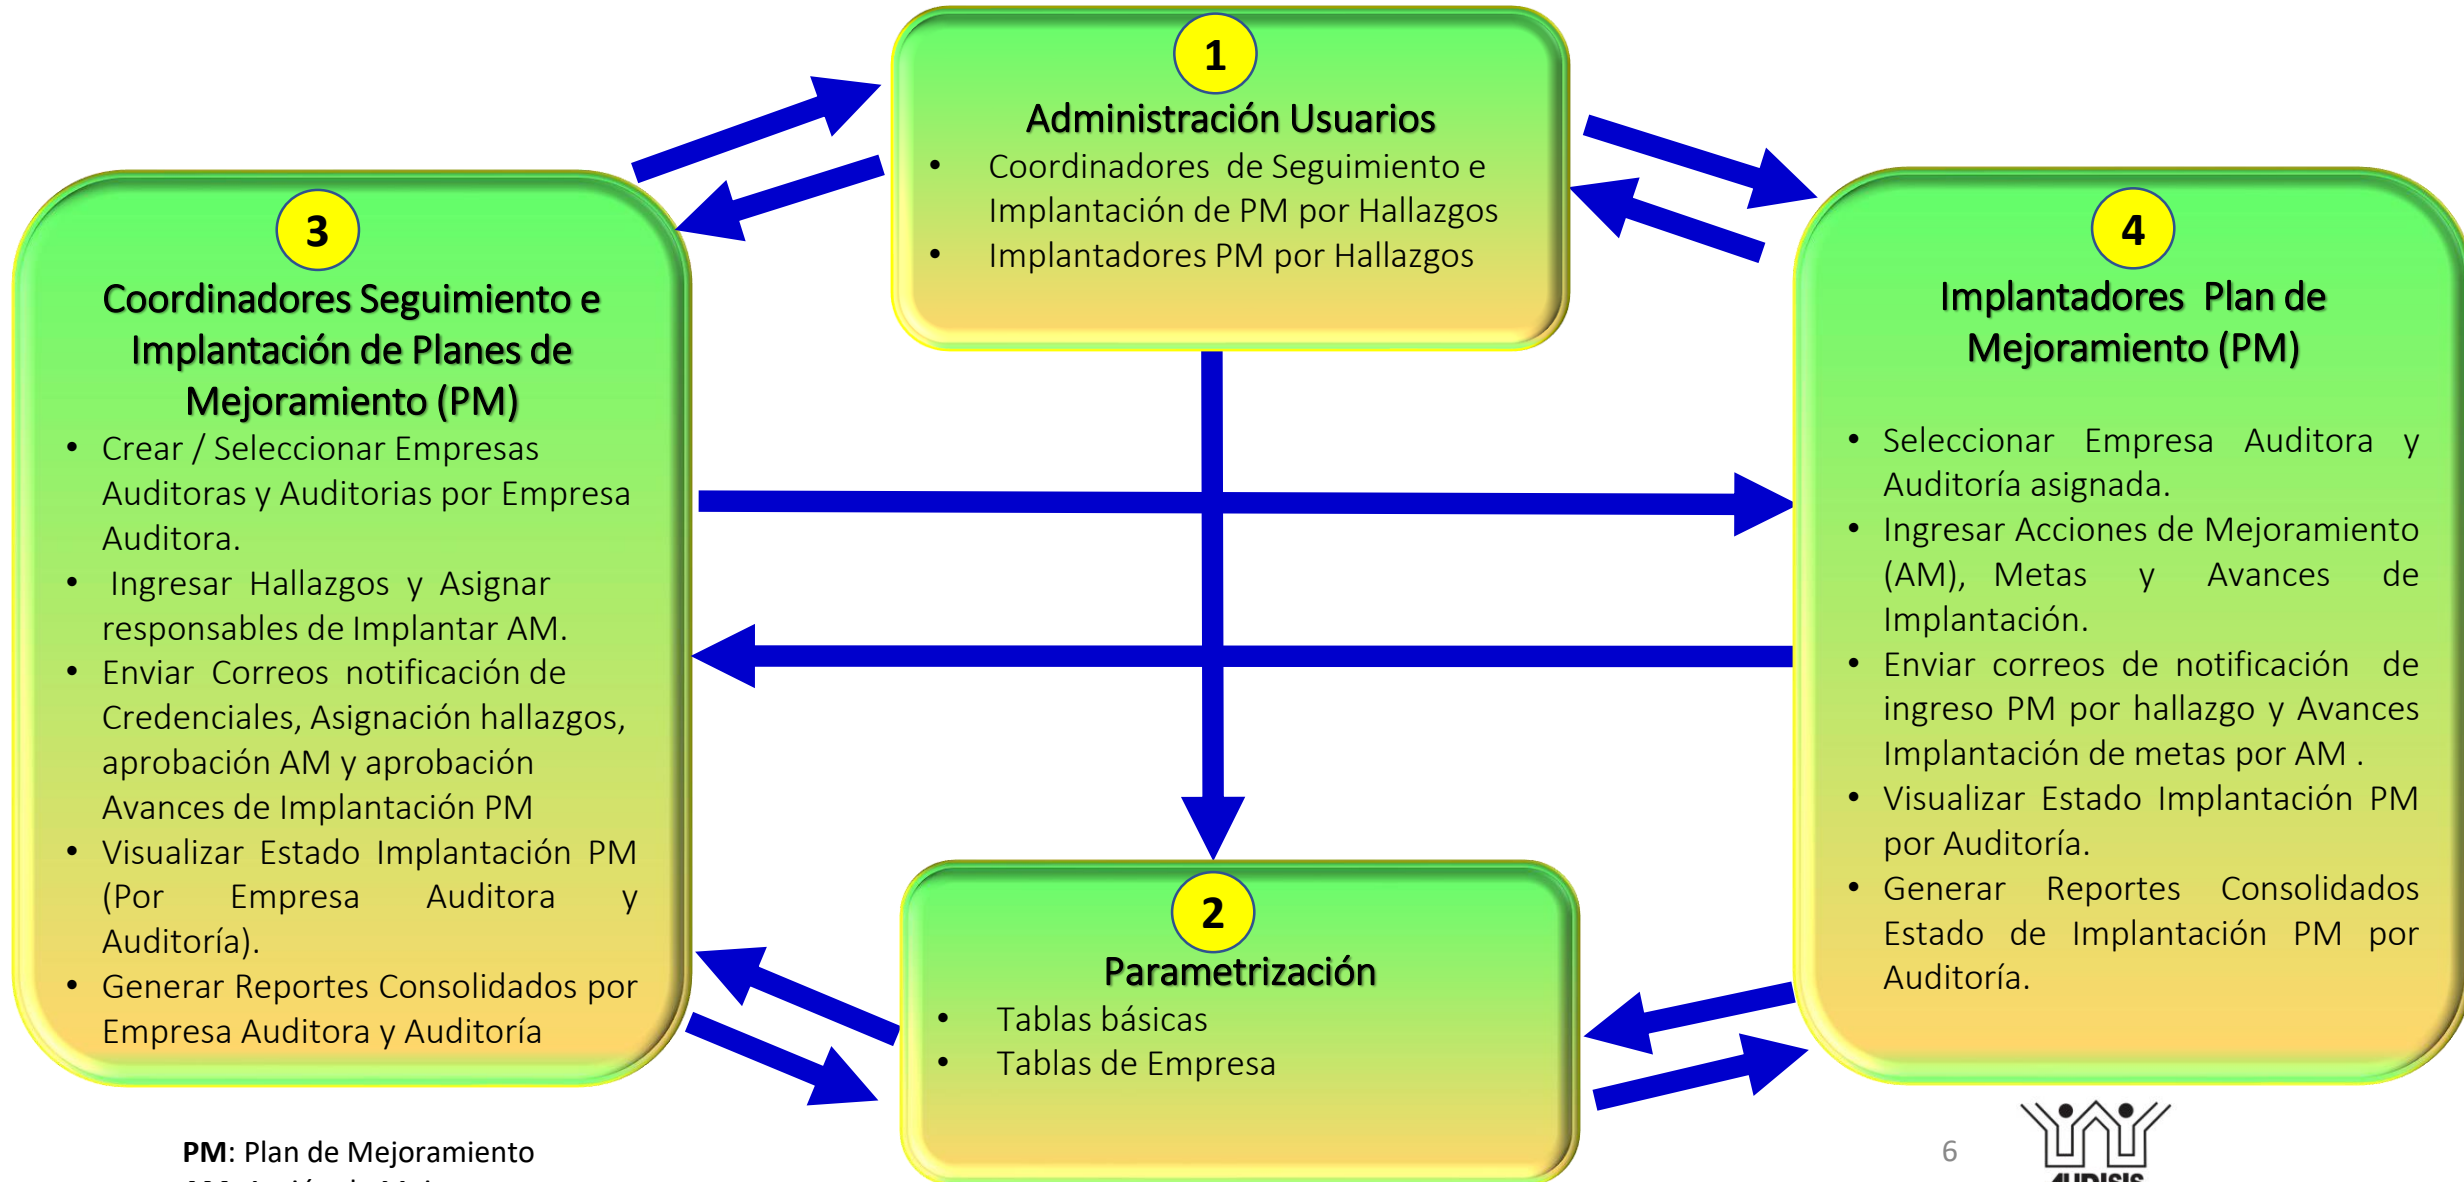 1
Administración Usuarios
• Coordinadores de Seguimiento e
Implantación de PM por Hallazgos
• Implantadores PM por Hallazgos
3
Coordinadores Seguimiento e
Implantación de Planes de
Mejoramiento (PM)
• Crear / Seleccionar Empresas
Auditoras y Auditorias por Empresa
Auditora.
• Ingresar Hallazgos y Asignar
responsables de Implantar AM.
• Enviar Correos notificación de
Credenciales, Asignación hallazgos,
aprobación AM y aprobación
Avances de Implantación PM
• Visualizar Estado Implantación PM
(Por Empresa Auditora y
Auditoría).
• Generar Reportes Consolidados por
Empresa Auditora y Auditoría
4
Implantadores Plan de
Mejoramiento (PM)
• Seleccionar Empresa Auditora y
Auditoría asignada.
• Ingresar Acciones de Mejoramiento
(AM), Metas y Avances de
Implantación.
• Enviar correos de notificación de
ingreso PM por hallazgo y Avances
Implantación de metas por AM .
• Visualizar Estado Implantación PM
por Auditoría.
• Generar Reportes Consolidados
Estado de Implantación PM por
Auditoría.
2
Parametrización
• Tablas básicas
• Tablas de Empresa
PM: Plan de Mejoramiento
6
AUDISIS